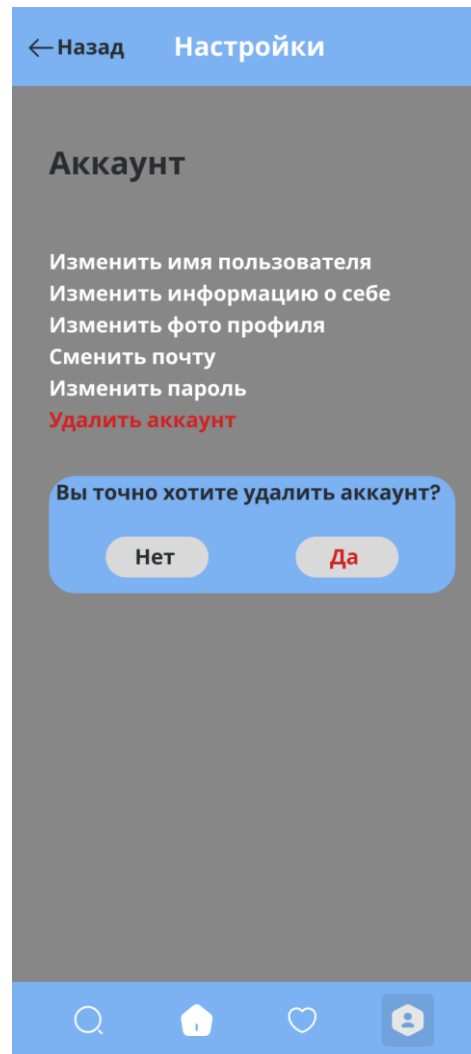 ←Назад Настройки
Аккаунт
Изменить имя пользователя
Изменить информацию о себе
Изменить фото профиля
Сменить почту
Изменить пароль
Удалить аккаунт
Вы точно хотите удалить аккаунт?
Нет Да